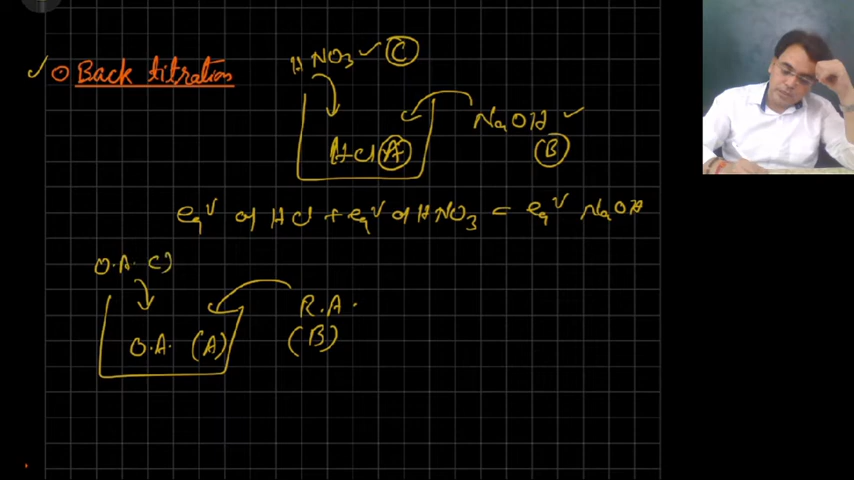 ✓ ⊙ Back titration
HNO3 ✓ (C)
NaOH ✓
HCl (A)
(B)
eqv of HCl + eqv of HNO3 = eqv NaOH
O.A. C)
R.A.
O.A. (A)
(B)